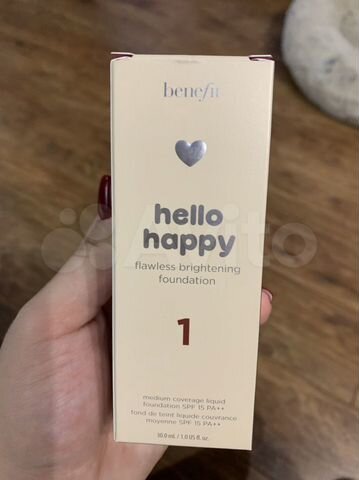 benefit
hello
happy
flawless brightening
foundation
1
medium coverage liquid
foundation SPF 15 PA++
fond de teint liquide couvrance
moyenne SPF 15 PA++
30.0 mL / 1.0 US fl. oz.
Avito